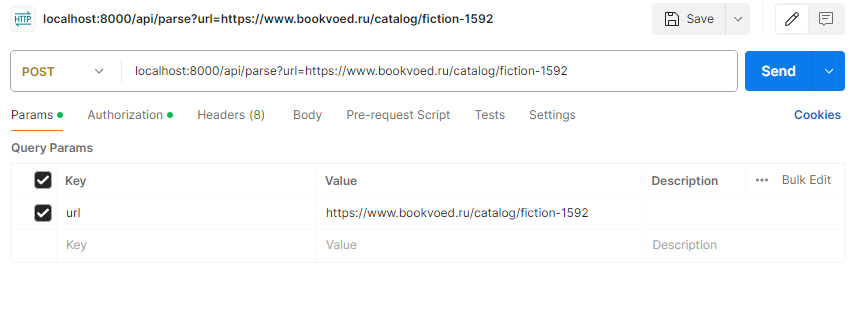 HTTP localhost:8000/api/parse?url=https://www.bookvoed.ru/catalog/fiction-1592 Save
POST localhost:8000/api/parse?url=https://www.bookvoed.ru/catalog/fiction-1592 Send
Params Authorization Headers (8) Body Pre-request Script Tests Settings Cookies
Query Params
Key Value Description Bulk Edit
url https://www.bookvoed.ru/catalog/fiction-1592
Key Value Description